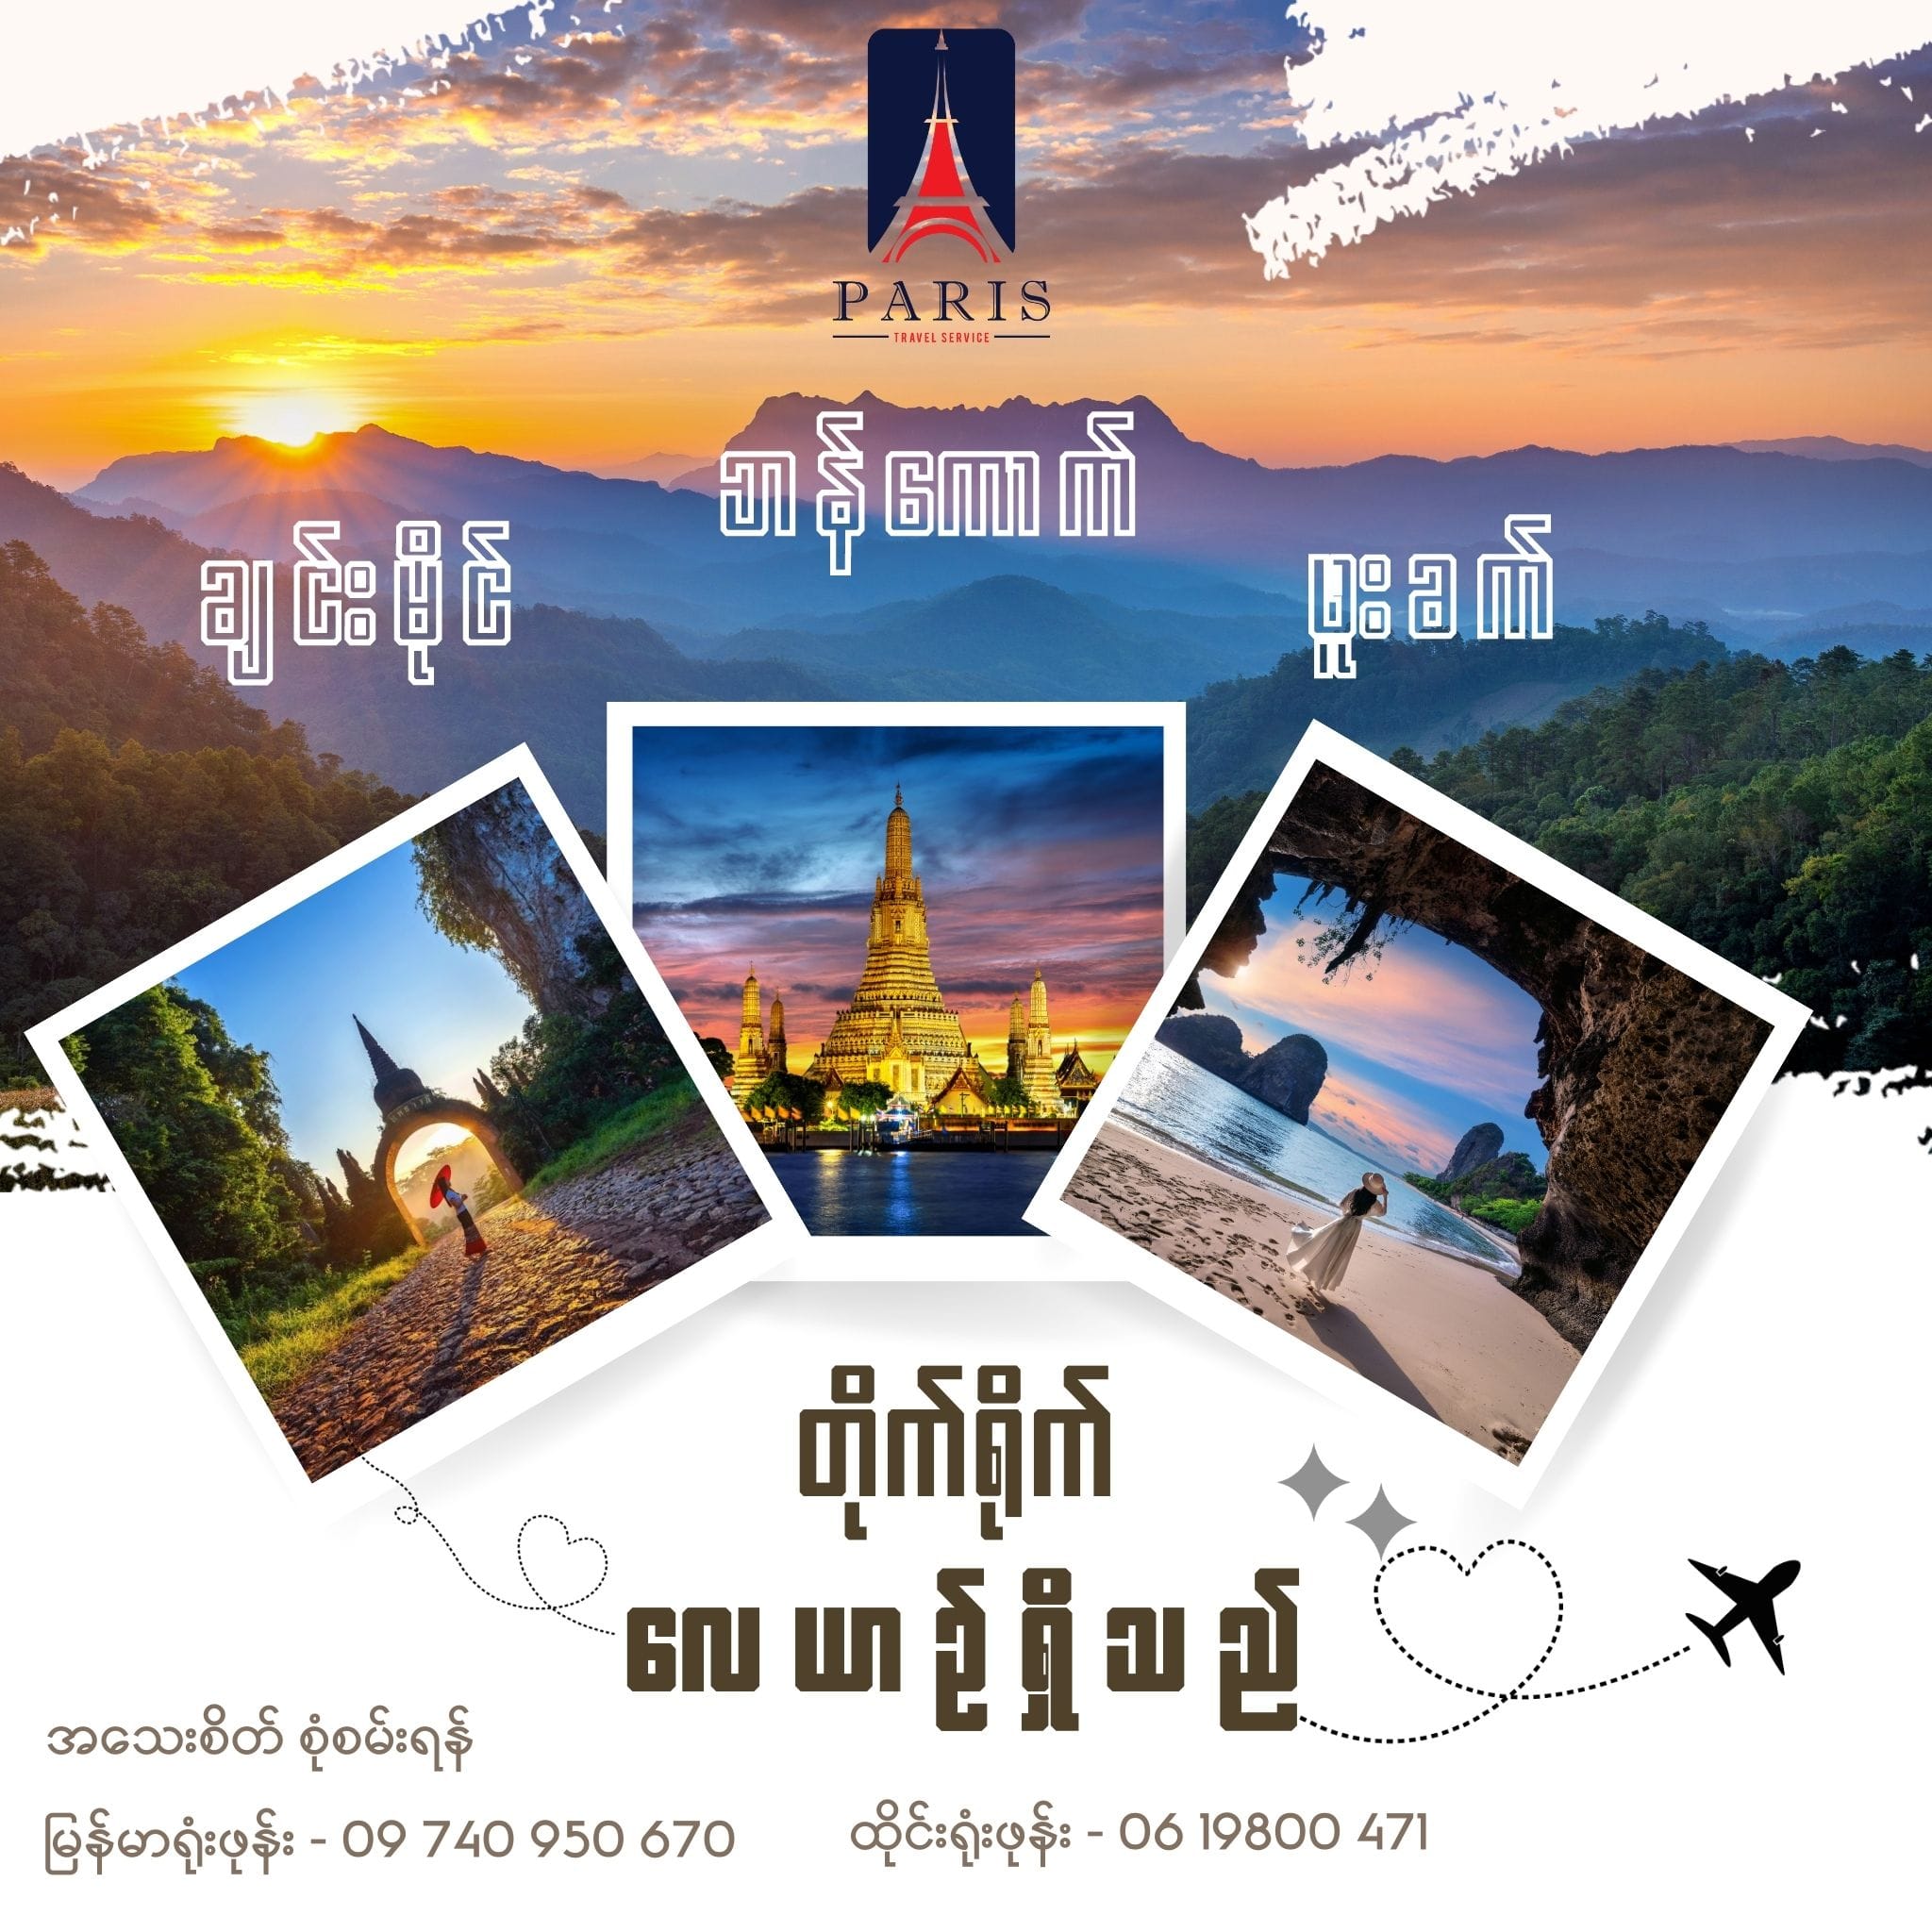 PARIS
TRAVEL SERVICE
ဘန်ကောက်
ချင်းမိုင်
ဖူးခက်
တိုက်ရိုက်
လေယာဉ်ရှိသည်
အသေးစိတ် စုံစမ်းရန်
မြန်မာရုံးဖုန်း - 09 740 950 670
ထိုင်းရုံးဖုန်း - 06 19800 471